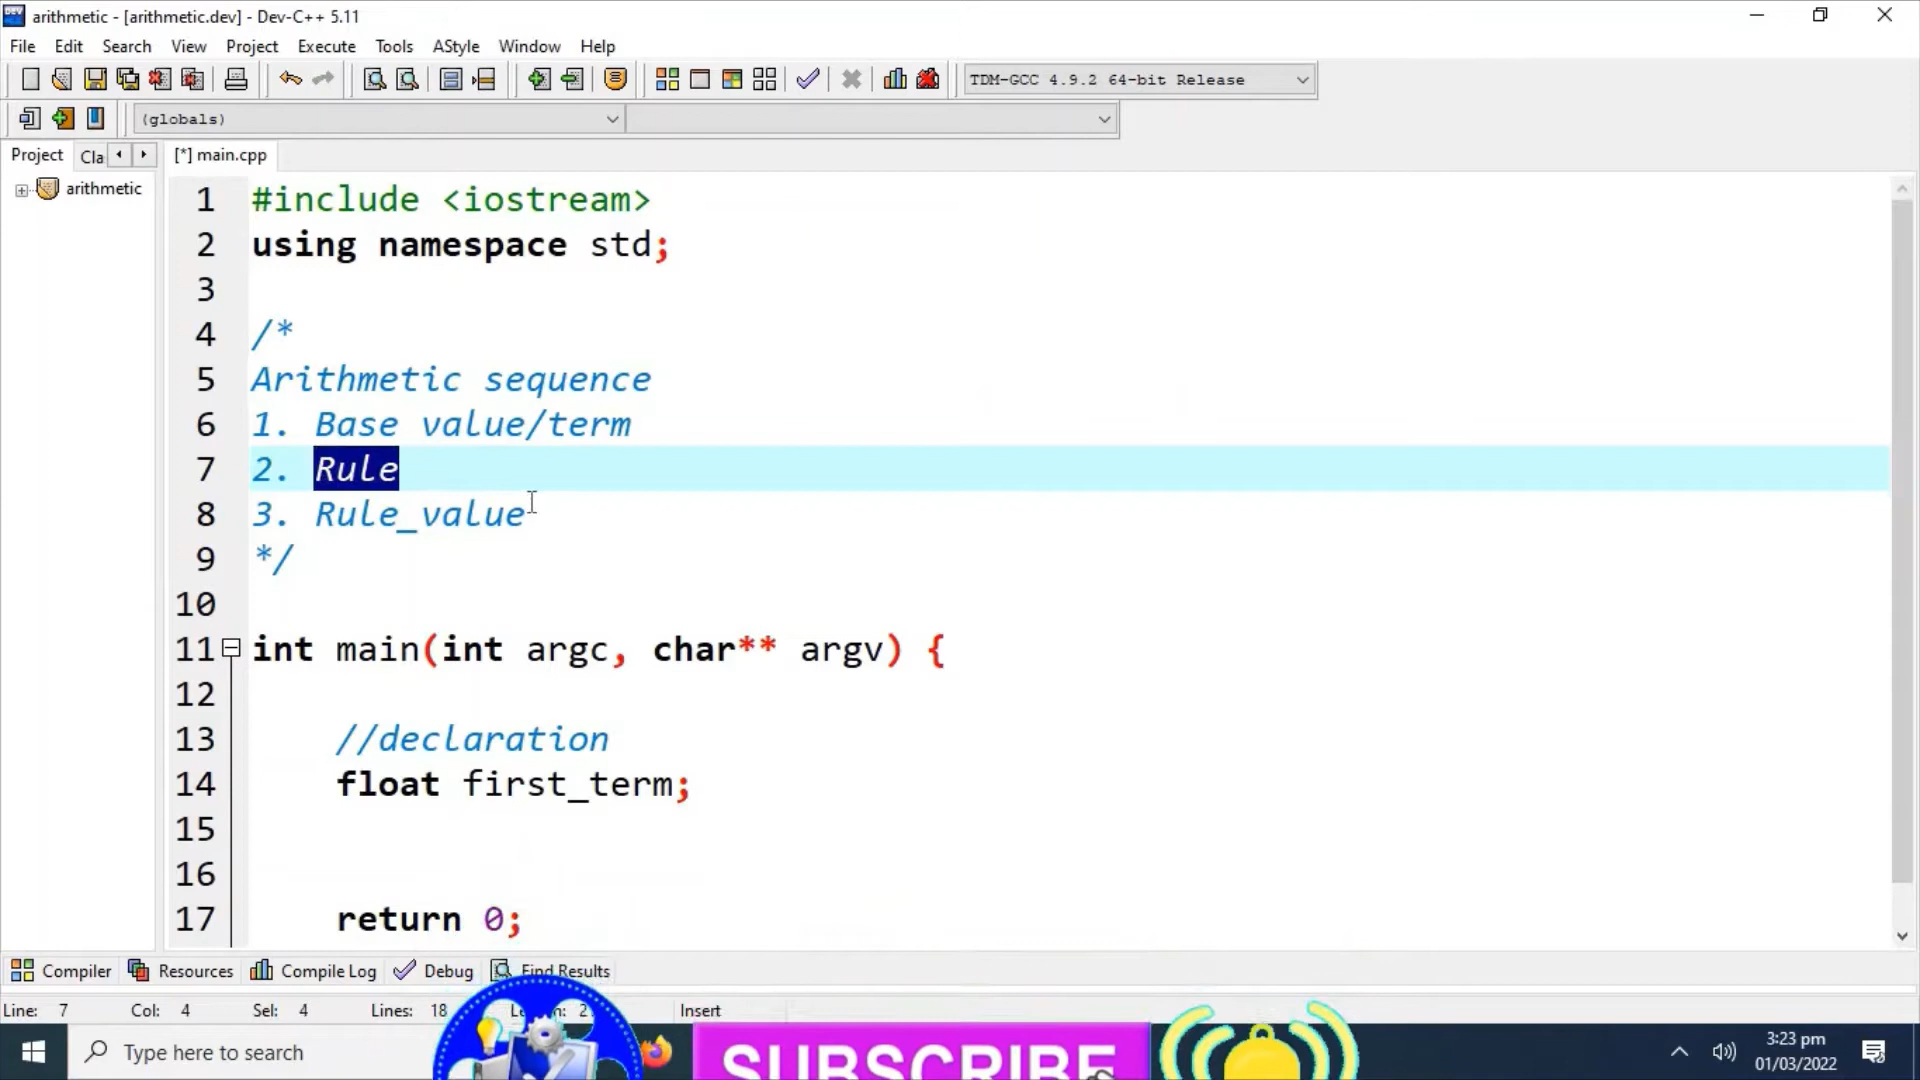 arithmetic - [arithmetic.dev] - Dev-C++ 5.11
File Edit Search View Project Execute Tools AStyle Window Help
TDM-GCC 4.9.2 64-bit Release
(globals)
Project Cla [*] main.cpp
arithmetic
1 #include <iostream>
2 using namespace std;
3
4 /*
5 Arithmetic sequence
6 1. Base value/term
7 2. Rule
8 3. Rule_value
9 */
10
11 int main(int argc, char** argv) {
12
13 //declaration
14 float first_term;
15
16
17 return 0;
Compiler Resources Compile Log Debug Find Results
Line: 7 Col: 4 Sel: 4 Lines: 18 Insert
Type here to search
SUBSCRIBE
3:23 pm
01/03/2022